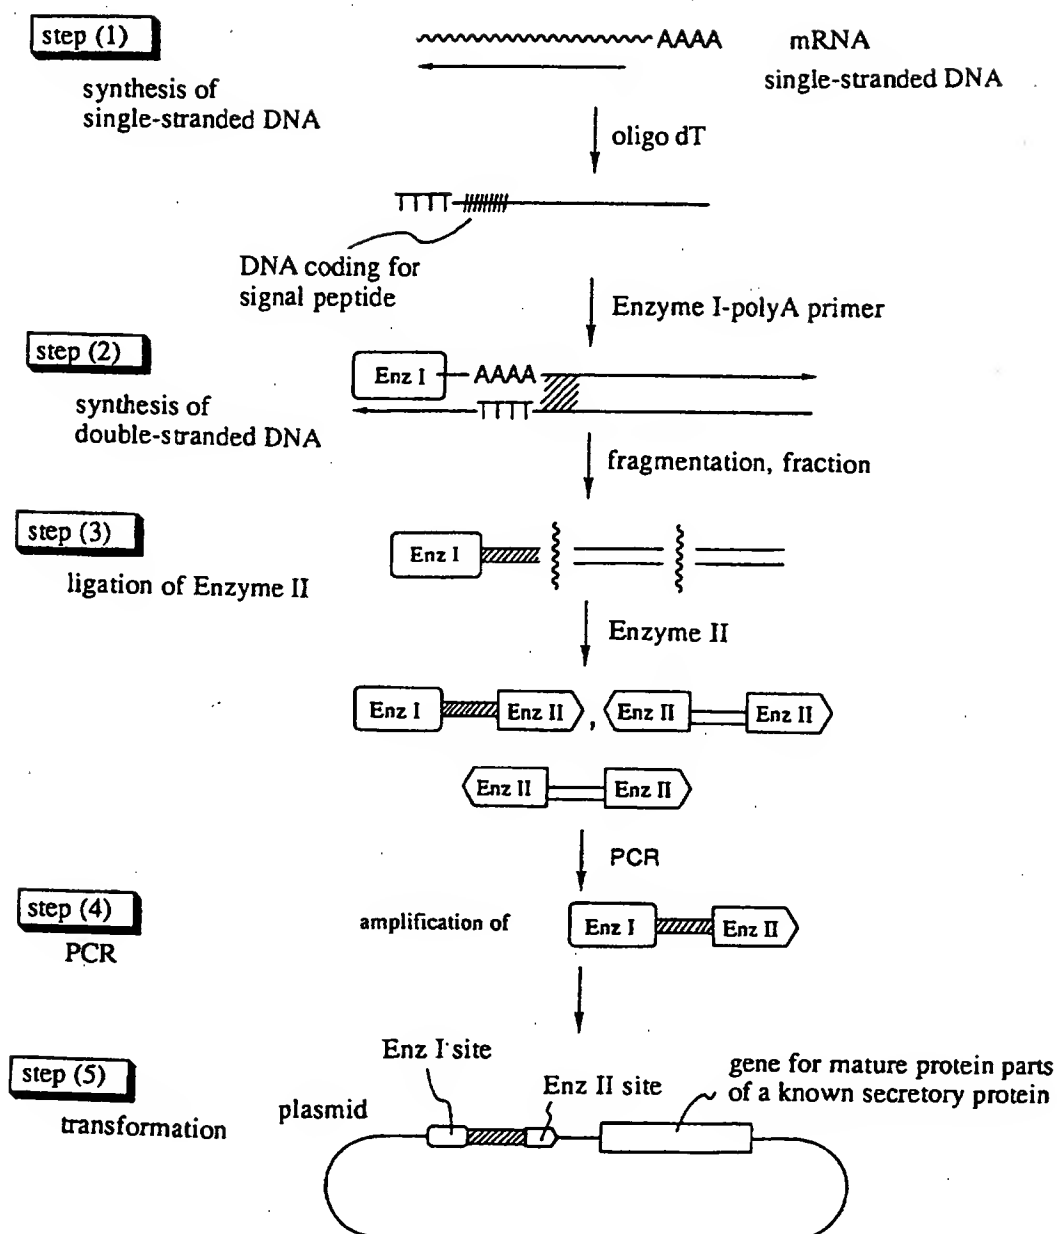 step (1)
AAAA mRNA
synthesis of
single-stranded DNA
single-stranded DNA
oligo dT
TTTT
DNA coding for
signal peptide
Enzyme I-polyA primer
step (2)
Enz I
AAAA
TTTT
synthesis of
double-stranded DNA
fragmentation, fraction
step (3)
Enz I
ligation of Enzyme II
Enzyme II
Enz I Enz II , Enz II Enz II
Enz II Enz II
PCR
step (4)
PCR
amplification of Enz I Enz II
step (5)
transformation
Enz I site
Enz II site
gene for mature protein parts
of a known secretory protein
plasmid